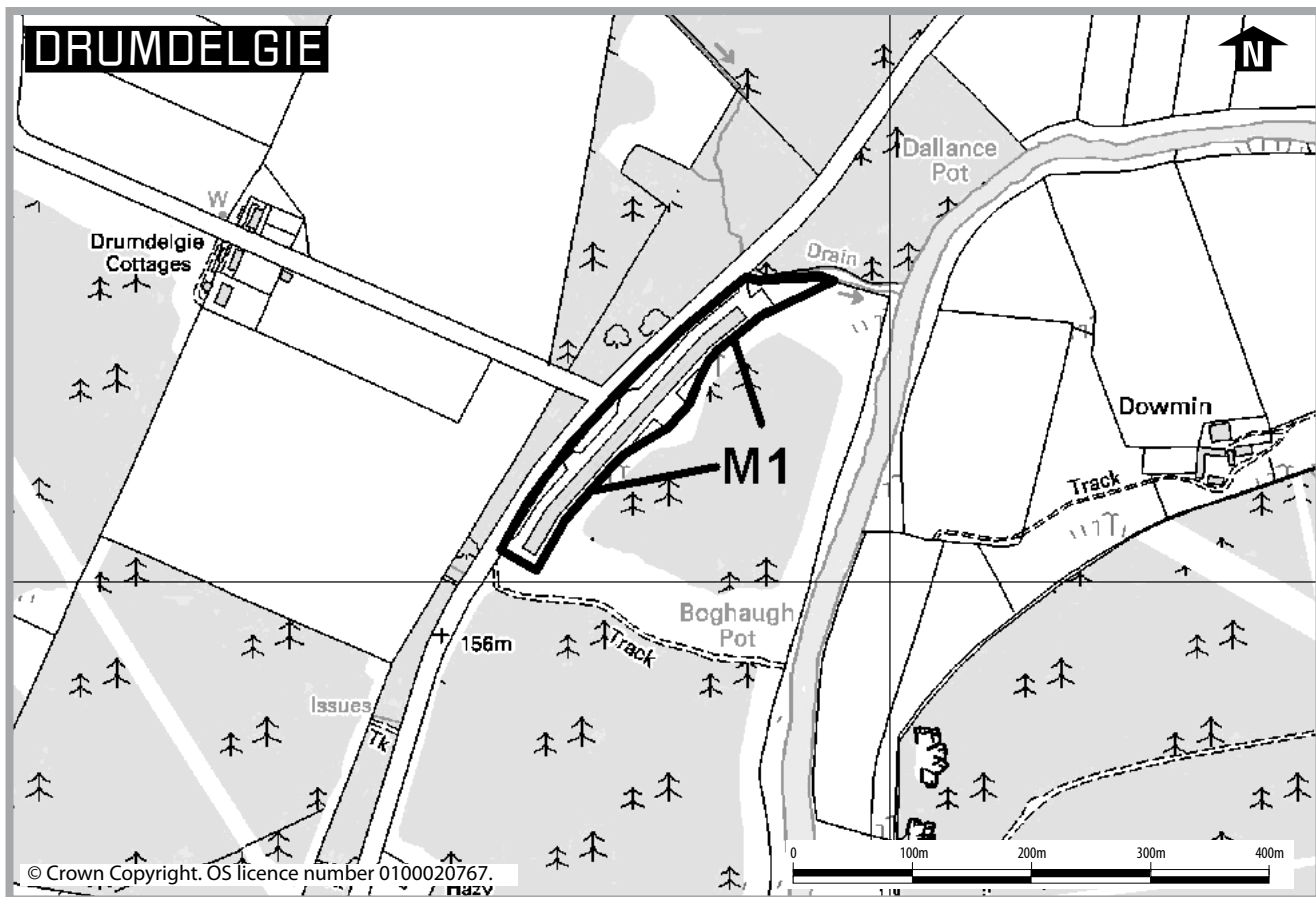 DRUMDELGIE
N
Dallance
Pot
W
Drumdelgie
Cottages
Drain
Dowmin
M1
Track
Boghaugh
Pot
Track
156m
Issues
Tk
0 100m 200m 300m 400m
© Crown Copyright. OS licence number 0100020767.
Hazy